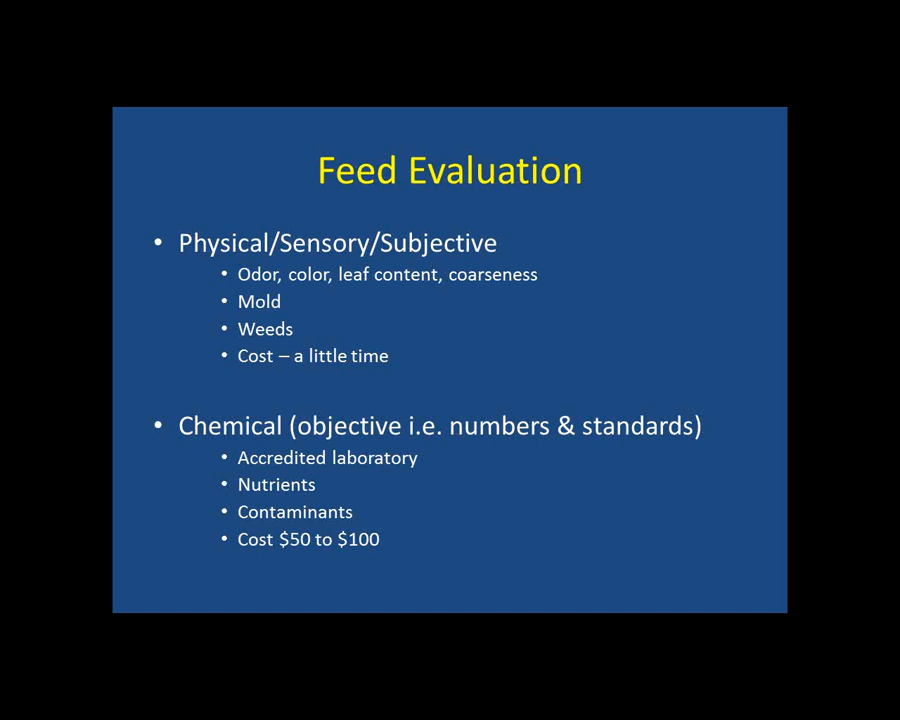 Feed Evaluation
• Physical/Sensory/Subjective
• Odor, color, leaf content, coarseness
• Mold
• Weeds
• Cost – a little time
• Chemical (objective i.e. numbers & standards)
• Accredited laboratory
• Nutrients
• Contaminants
• Cost $50 to $100